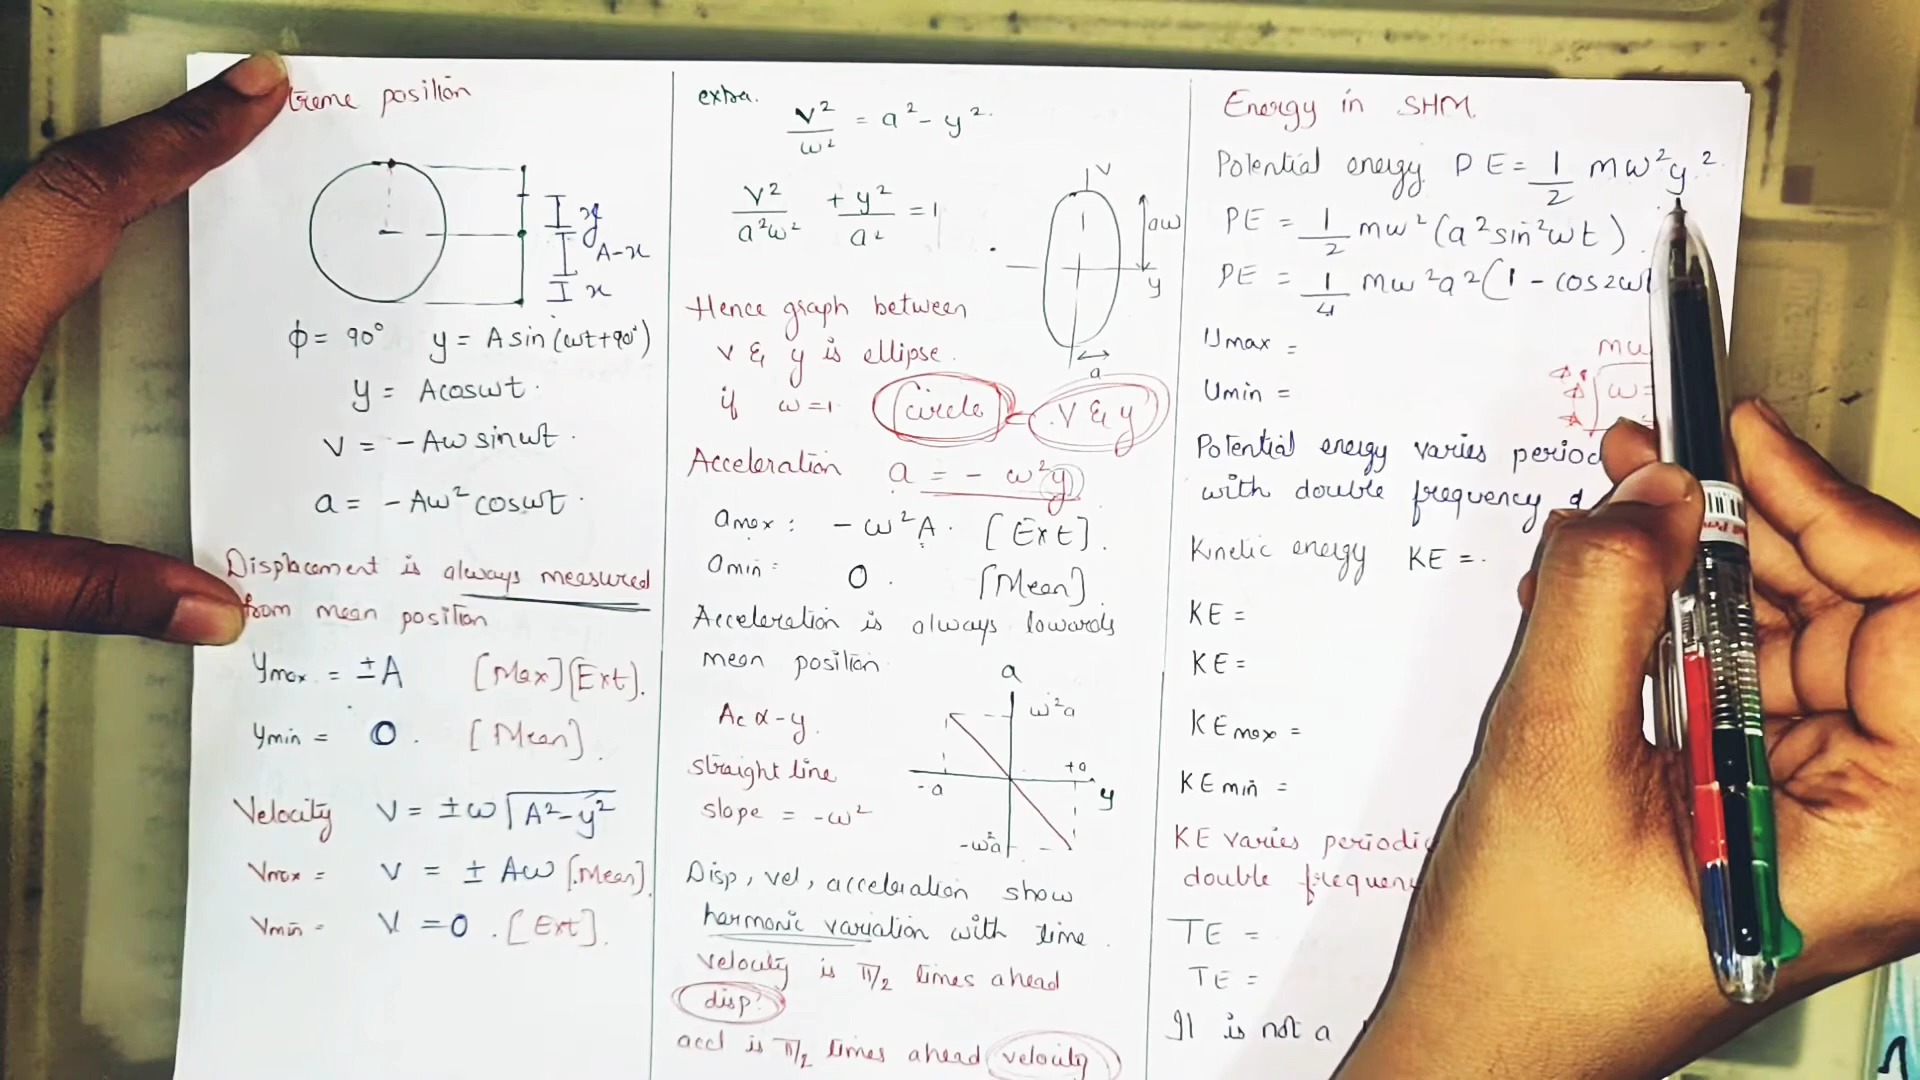 treme position
I y
A-x
I x
ϕ = 90° y = A sin (ωt+90°)
y = A cosωt.
v = -Aω sinωt.
a = -Aω² cosωt.
Displacment is always measured
from mean position
ymax = ±A [Max][Ext].
ymin = 0. [Mean].
Velocity V = ±ω√A²-y²
Vmax = V = ± Aω [Mean].
Vmin = V = 0. [Ext].
extra.
V²/ω² = a² - y².
V²/a²ω² + y²/a² = 1
V
aω
y
a
Hence graph between
V & y is ellipse.
if ω=1 Circle - V & y
Acceleration a = - ω²y
amax: - ω²A. [Ext].
amin= 0. [Mean]
Acceleration is always towards
mean position
a
Ac α -y.
ω²a
straight line
+a
-a
y
slope = -ω²
-ω²a
Disp, vel, acceleration show
harmonic variation with time.
velocity is π/2 times ahead
disp.
accl is π/2 times ahead velocity
Energy in SHM
Potential energy PE = 1/2 mω²y².
PE = 1/2 mω² (a² sin²ωt).
PE = 1/4 mω²a² (1 - cos2ω
Umax =
Umin =
ω=
Potential energy varies period
with double frequency
Kinetic energy KE =.
KE =
KE =
KEmax =
KEmin =
KE varies periodic
double frequen
TE =
TE =
It is not a